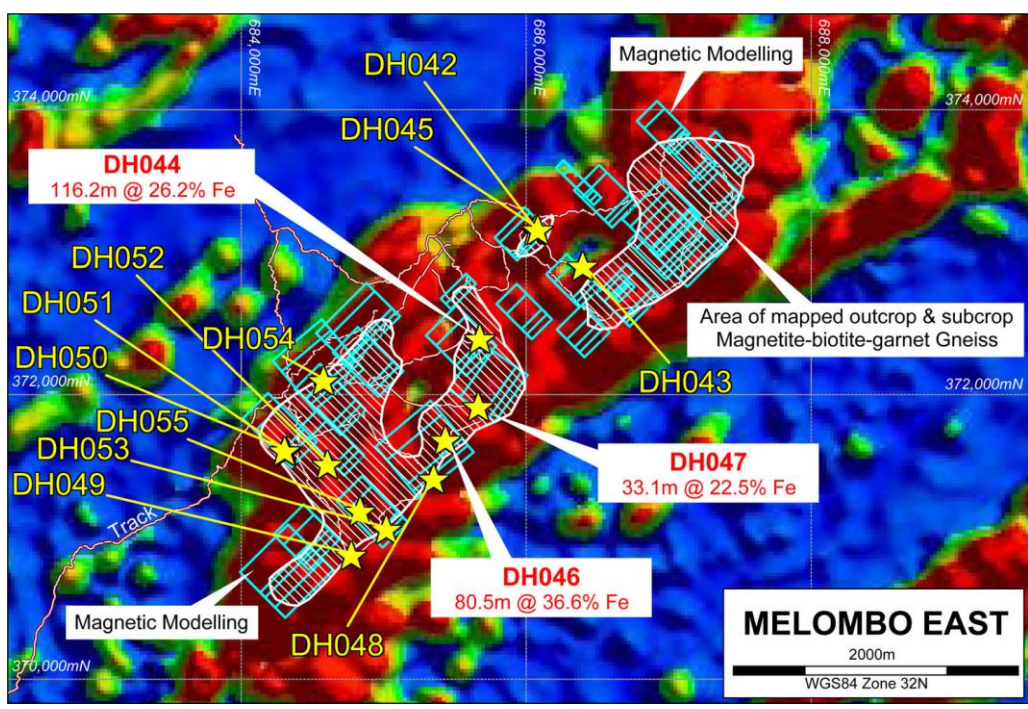 684,000mE
686,000mE
688,000mE
374,000mN
374,000mN
Magnetic Modelling
DH042
DH045
DH044
116.2m @ 26.2% Fe
DH052
DH051
DH054
DH050
DH055
DH053
DH049
Area of mapped outcrop & subcrop
Magnetite-biotite-garnet Gneiss
DH043
372,000mN
372,000mN
DH047
33.1m @ 22.5% Fe
Track
DH046
80.5m @ 36.6% Fe
Magnetic Modelling
DH048
370,000mN
MELOMBO EAST
2000m
WGS84 Zone 32N